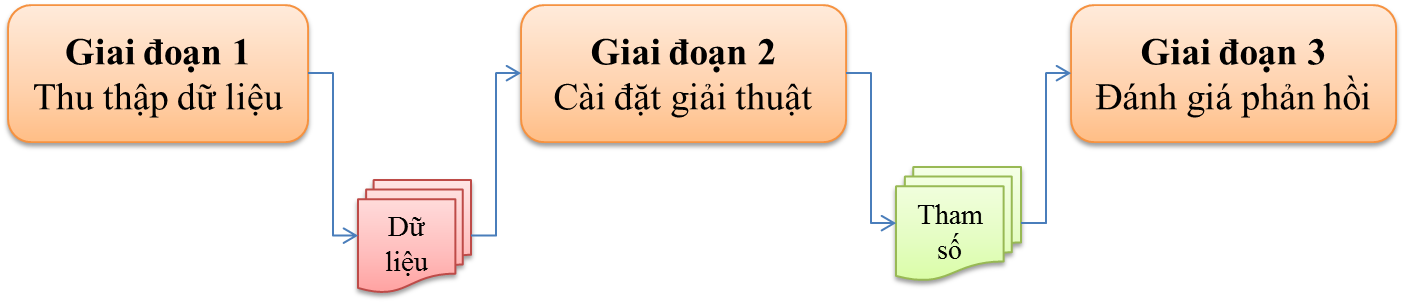 Giai đoạn 1
Thu thập dữ liệu
Giai đoạn 2
Cài đặt giải thuật
Giai đoạn 3
Đánh giá phản hồi
Dữ
liệu
Tham
số